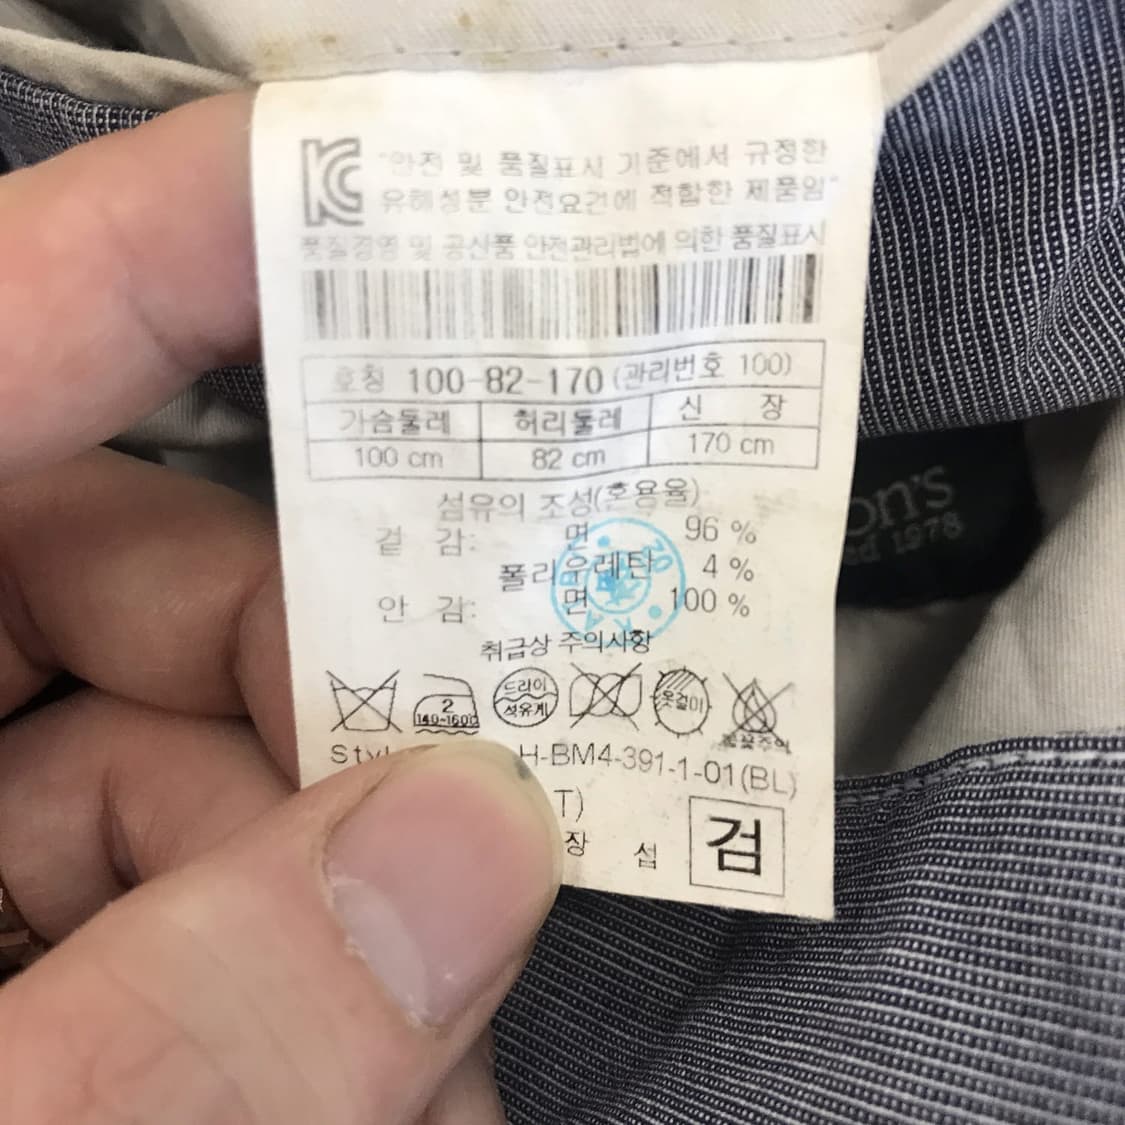 "안전 및 품질표시 기준에서 규정한
유해성분 안전요건에 적합한 제품임"
품질경영 및 공산품 안전관리법에 의한 품질표시
호칭 100-82-170 (관리번호 100)
가슴둘레 허리둘레 신 장
100 cm 82 cm 170 cm
섬유의 조성(혼용율)
겉 감: 면 96 %
폴리우레탄 4 %
안 감: 면 100 %
취급상 주의사항
2
140~160℃
드라이
석유계
옷걸이
불꽃주의
H-BM4-391-1-01(BL)
T)
장 섭
검
on's
ed 1978